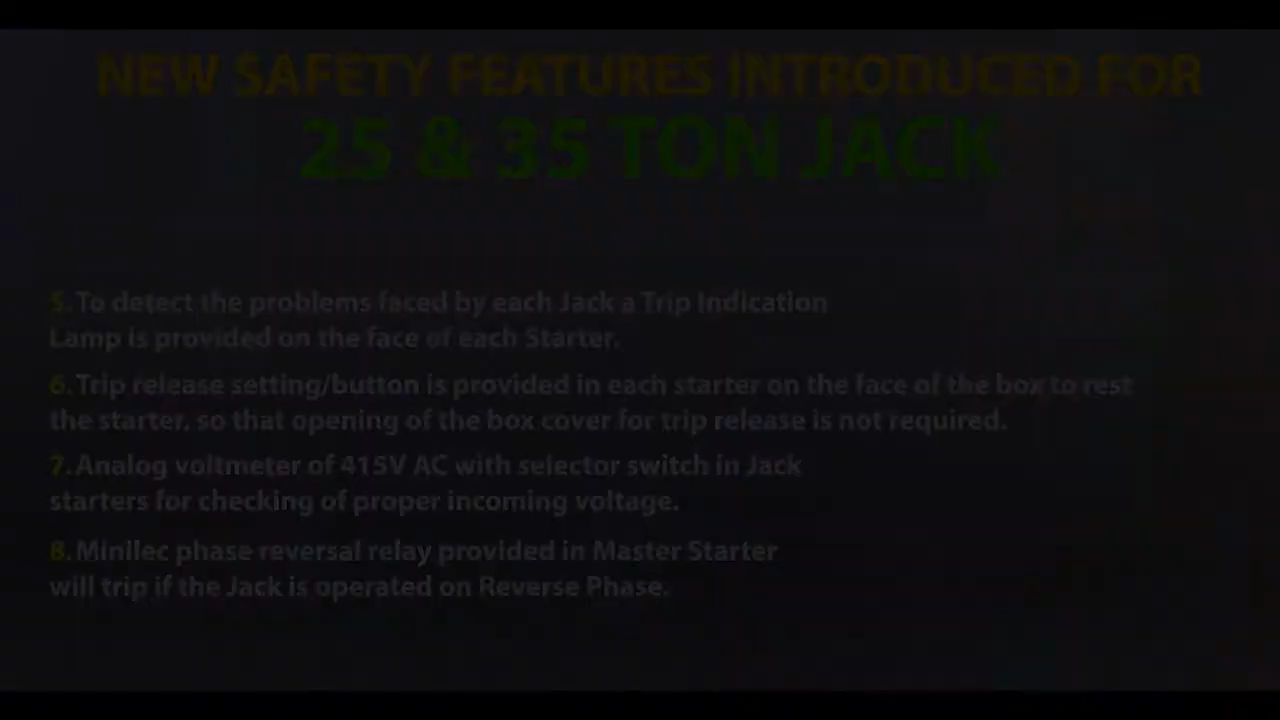 NEW SAFETY FEATURES INTRODUCED FOR
25 & 35 TON JACK
5. To detect the problems faced by each Jack a Trip Indication
Lamp is provided on the face of each Starter.
6. Trip release setting/button is provided in each starter on the face of the box to rest
the starter, so that opening of the box cover for trip release is not required.
7. Analog voltmeter of 415V AC with selector switch in Jack
starters for checking of proper incoming voltage.
8. Minilec phase reversal relay provided in Master Starter
will trip if the Jack is operated on Reverse Phase.